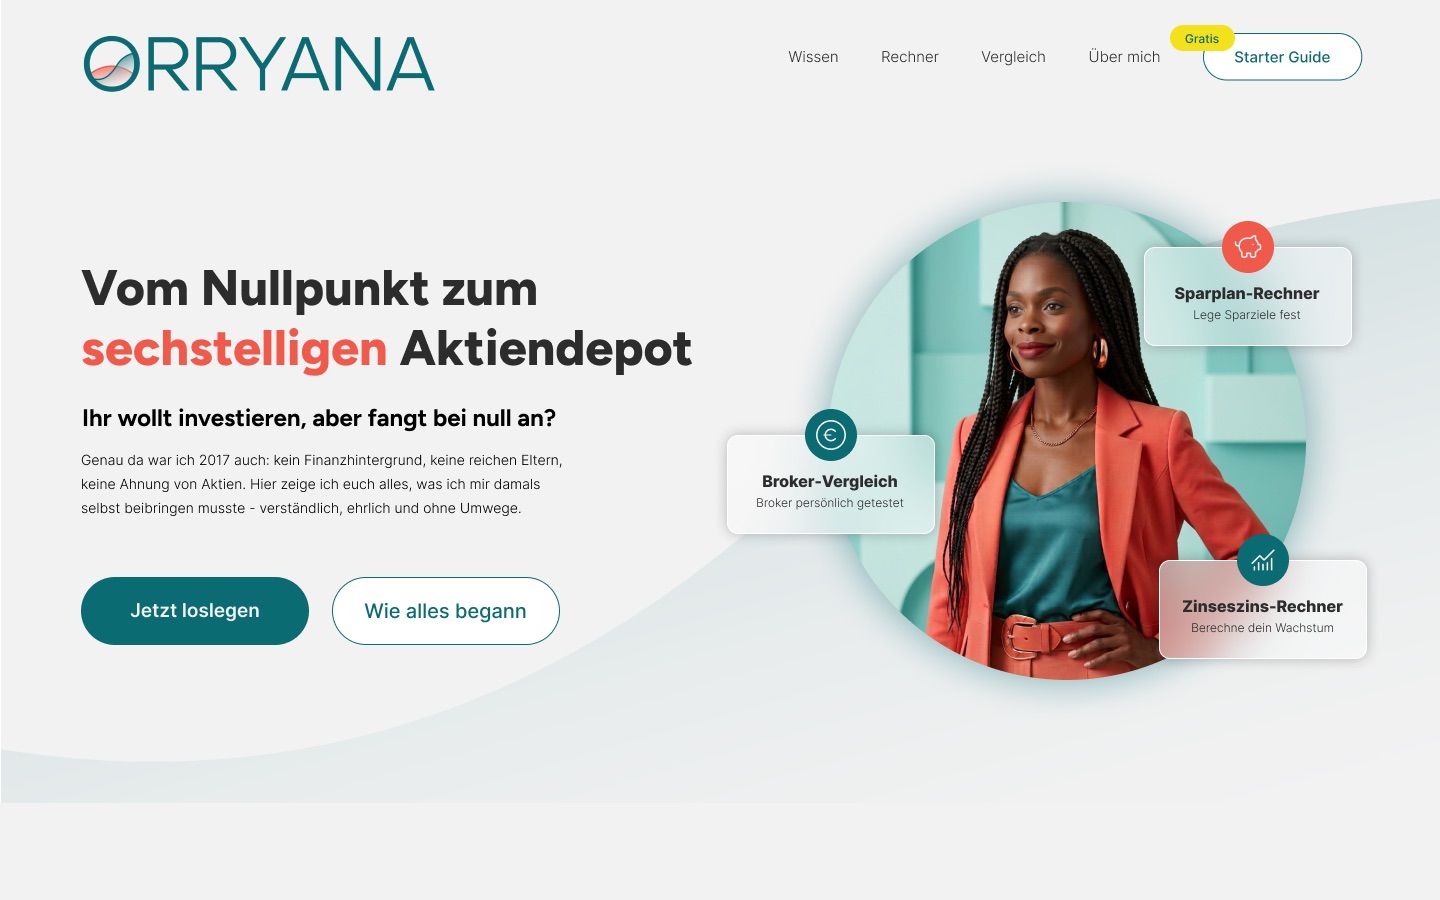 ORRYANA
Wissen
Rechner
Vergleich
Über mich
Gratis
Starter Guide
Vom Nullpunkt zum
sechstelligen Aktiendepot
Ihr wollt investieren, aber fangt bei null an?
Genau da war ich 2017 auch: kein Finanzhintergrund, keine reichen Eltern,
keine Ahnung von Aktien. Hier zeige ich euch alles, was ich mir damals
selbst beibringen musste - verständlich, ehrlich und ohne Umwege.
Jetzt loslegen
Wie alles begann
Sparplan-Rechner
Lege Sparziele fest
Broker-Vergleich
Broker persönlich getestet
Zinseszins-Rechner
Berechne dein Wachstum